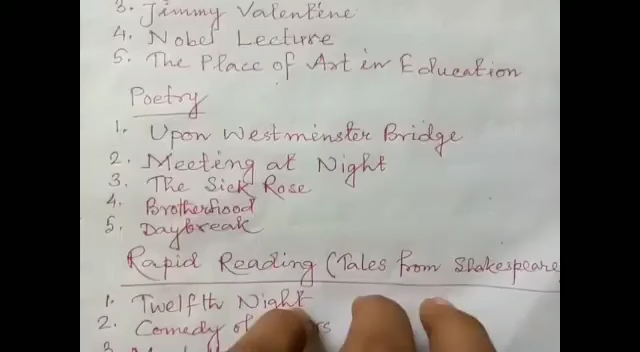 3. Jimmy Valentine
4. Nobel Lecture
5. The Place of Art in Education
Poetry
1. Upon Westminster Bridge
2. Meeting at Night
3. The Sick Rose
4. Brotherhood
5. Daybreak
Rapid Reading (Tales from Shakespeare
1. Twelfth Night
2. Comedy of
3.